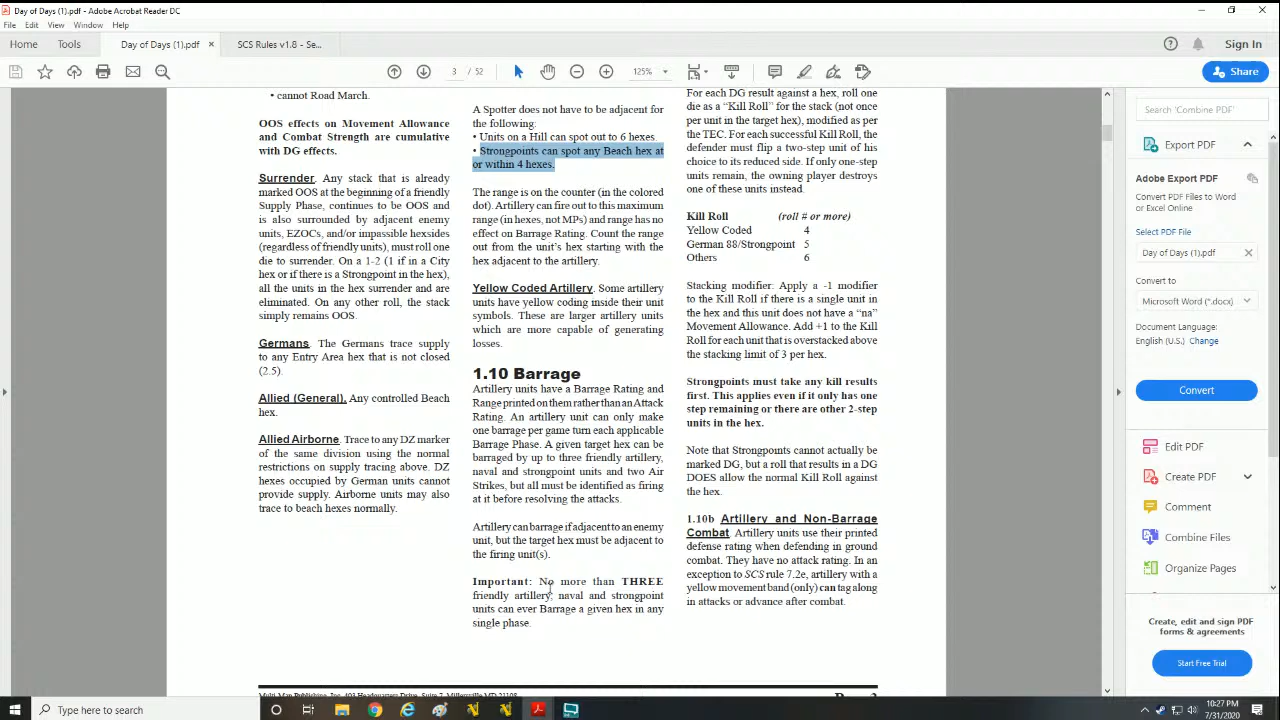 Day of Days (1).pdf - Adobe Acrobat Reader DC
File Edit View Window Help
Home Tools Day of Days (1).pdf × SCS Rules v1.8 - Se... Sign In
3 / 52 125% Share
• cannot Road March.
OOS effects on Movement Allowance
and Combat Strength are cumulative
with DG effects.
Surrender. Any stack that is already
marked OOS at the beginning of a friendly
Supply Phase, continues to be OOS and
is also surrounded by adjacent enemy
units, EZOCs, and/or impassible hexsides
(regardless of friendly units), must roll one
die to surrender. On a 1-2 (1 if in a City
hex or if there is a Strongpoint in the hex),
all the units in the hex surrender and are
eliminated. On any other roll, the stack
simply remains OOS.
Germans. The Germans trace supply
to any Entry Area hex that is not closed
(2.5).
Allied (General). Any controlled Beach
hex.
Allied Airborne. Trace to any DZ marker
of the same division using the normal
restrictions on supply tracing above. DZ
hexes occupied by German units cannot
provide supply. Airborne units may also
trace to beach hexes normally.
A Spotter does not have to be adjacent for
the following:
• Units on a Hill can spot out to 6 hexes
• Strongpoints can spot any Beach hex at
or within 4 hexes.
The range is on the counter (in the colored
dot). Artillery can fire out to this maximum
range (in hexes, not MPs) and range has no
effect on Barrage Rating. Count the range
out from the unit's hex starting with the
hex adjacent to the artillery.
Yellow Coded Artillery. Some artillery
units have yellow coding inside their unit
symbols. These are larger artillery units
which are more capable of generating
losses.
1.10 Barrage
Artillery units have a Barrage Rating and
Range printed on them rather than an Attack
Rating. An artillery unit can only make
one barrage per game turn each applicable
Barrage Phase. A given target hex can be
barraged by up to three friendly artillery,
naval and strongpoint units and two Air
Strikes, but all must be identified as firing
at it before resolving the attacks.
Artillery can barrage if adjacent to an enemy
unit, but the target hex must be adjacent to
the firing unit(s).
Important: No more than THREE
friendly artillery, naval and strongpoint
units can ever Barrage a given hex in any
single phase.
For each DG result against a hex, roll one
die as a "Kill Roll" for the stack (not once
per unit in the target hex), modified as per
the TEC. For each successful Kill Roll, the
defender must flip a two-step unit of his
choice to its reduced side. If only one-step
units remain, the owning player destroys
one of these units instead.
Kill Roll (roll # or more)
Yellow Coded 4
German 88/Strongpoint 5
Others 6
Stacking modifier: Apply a -1 modifier
to the Kill Roll if there is a single unit in
the hex and this unit does not have a "na"
Movement Allowance. Add +1 to the Kill
Roll for each unit that is overstacked above
the stacking limit of 3 per hex.
Strongpoints must take any kill results
first. This applies even if it only has one
step remaining or there are other 2-step
units in the hex.
Note that Strongpoints cannot actually be
marked DG, but a roll that results in a DG
DOES allow the normal Kill Roll against
the hex.
1.10b Artillery and Non-Barrage
Combat. Artillery units use their printed
defense rating when defending in ground
combat. They have no attack rating. In an
exception to SCS rule 7.2e, artillery with a
yellow movement band (only) can tag along
in attacks or advance after combat.
Search 'Combine PDF'
Export PDF
Adobe Export PDF
Convert PDF Files to Word
or Excel Online
Select PDF File
Day of Days (1).pdf ×
Convert to
Microsoft Word (*.docx)
Document Language:
English (U.S.) Change
Convert
Edit PDF
Create PDF
Comment
Combine Files
Organize Pages
Create, edit and sign PDF
forms & agreements
Start Free Trial
Type here to search
10:27 PM
7/31/2020